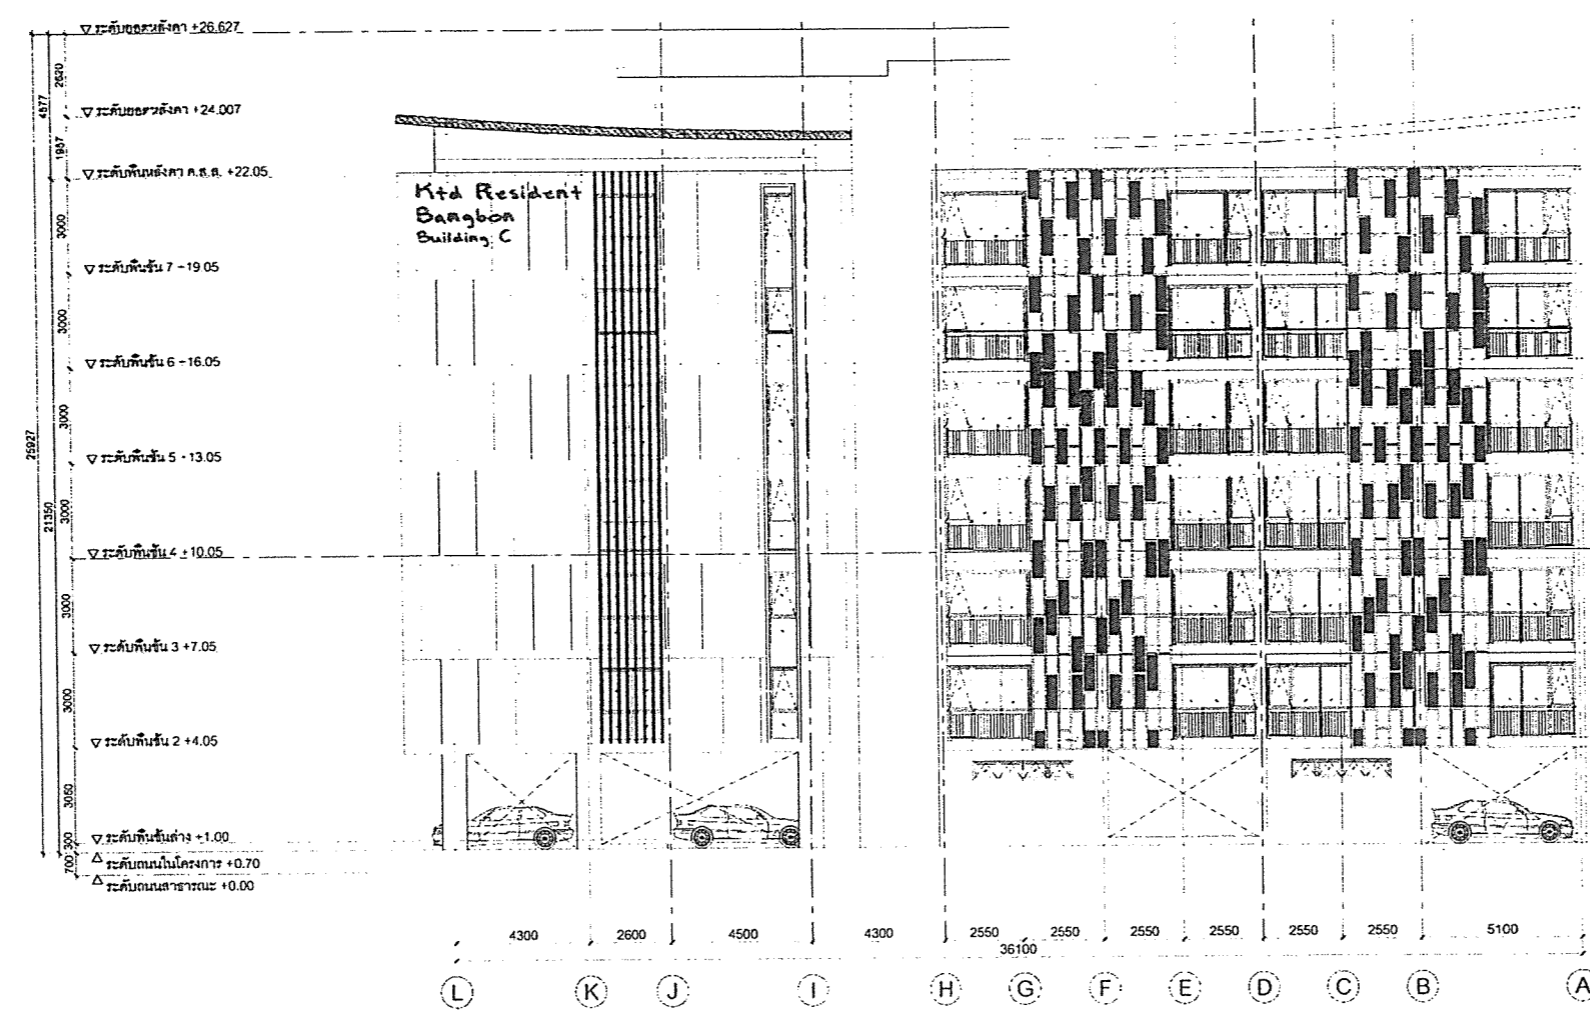 ระดับยอดหลังคา +26.627
2620
4577
ระดับยอดหลังคา +24.007
1957
ระดับพื้นหลังคา ค.ส.ล. +22.05
Ktd Resident
Bangbon
Building C
3000
ระดับพื้นชั้น 7 +19.05
3000
ระดับพื้นชั้น 6 +16.05
3000
25927
ระดับพื้นชั้น 5 +13.05
3000
21350
ระดับพื้นชั้น 4 +10.05
3000
ระดับพื้นชั้น 3 +7.05
3000
ระดับพื้นชั้น 2 +4.05
3050
ระดับพื้นชั้นล่าง +1.00
300
ระดับถนนในโครงการ +0.70
700
ระดับถนนสาธารณะ +0.00
4300 2600 4500 4300 2550 2550 2550 2550 2550 2550 5100
36100
L K J I H G F E D C B A